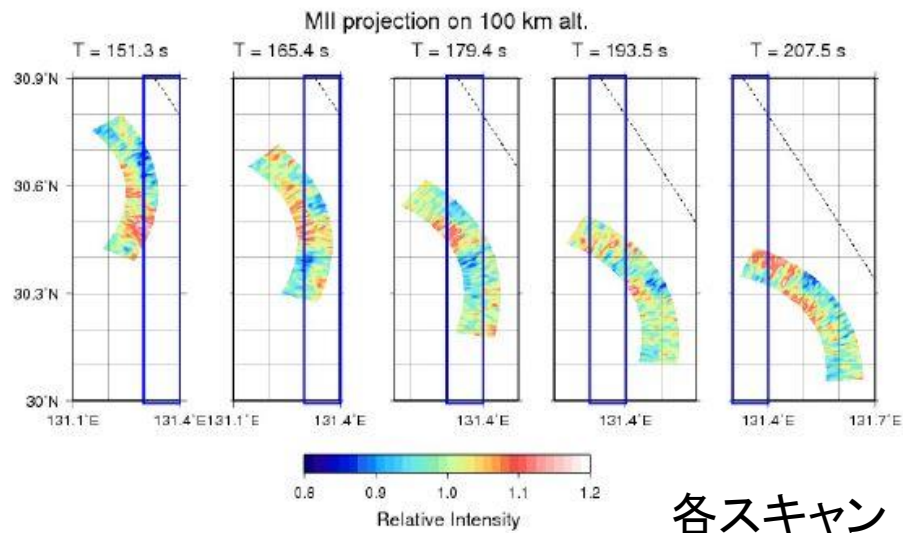 MII projection on 100 km alt.
T = 151.3 s T = 165.4 s T = 179.4 s T = 193.5 s T = 207.5 s
30.9°N
30.6°N
30.3°N
30°N
131.1°E 131.4°E 131.1°E 131.4°E 131.4°E 131.4°E 131.4°E 131.7°E
0.8 0.9 1.0 1.1 1.2
Relative Intensity
各スキャン